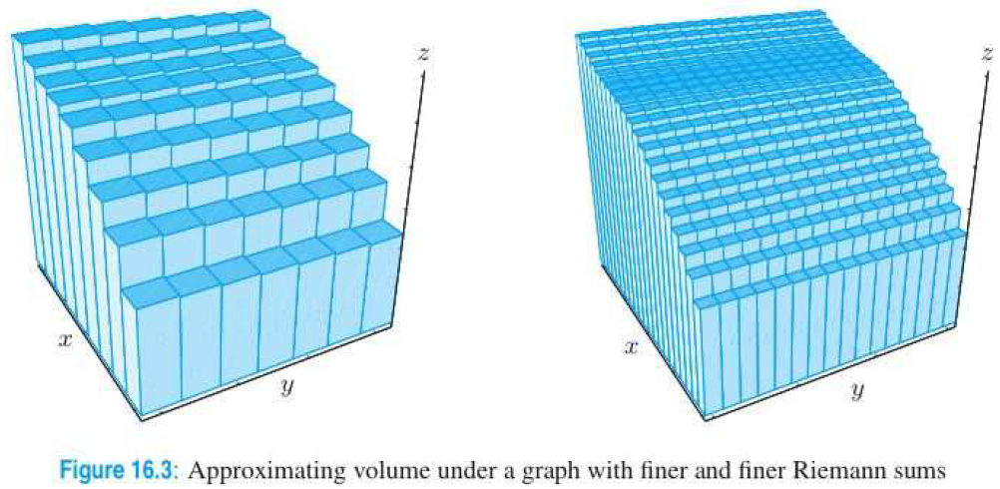 z
z
x
x
y
y
Figure 16.3: Approximating volume under a graph with finer and finer Riemann sums